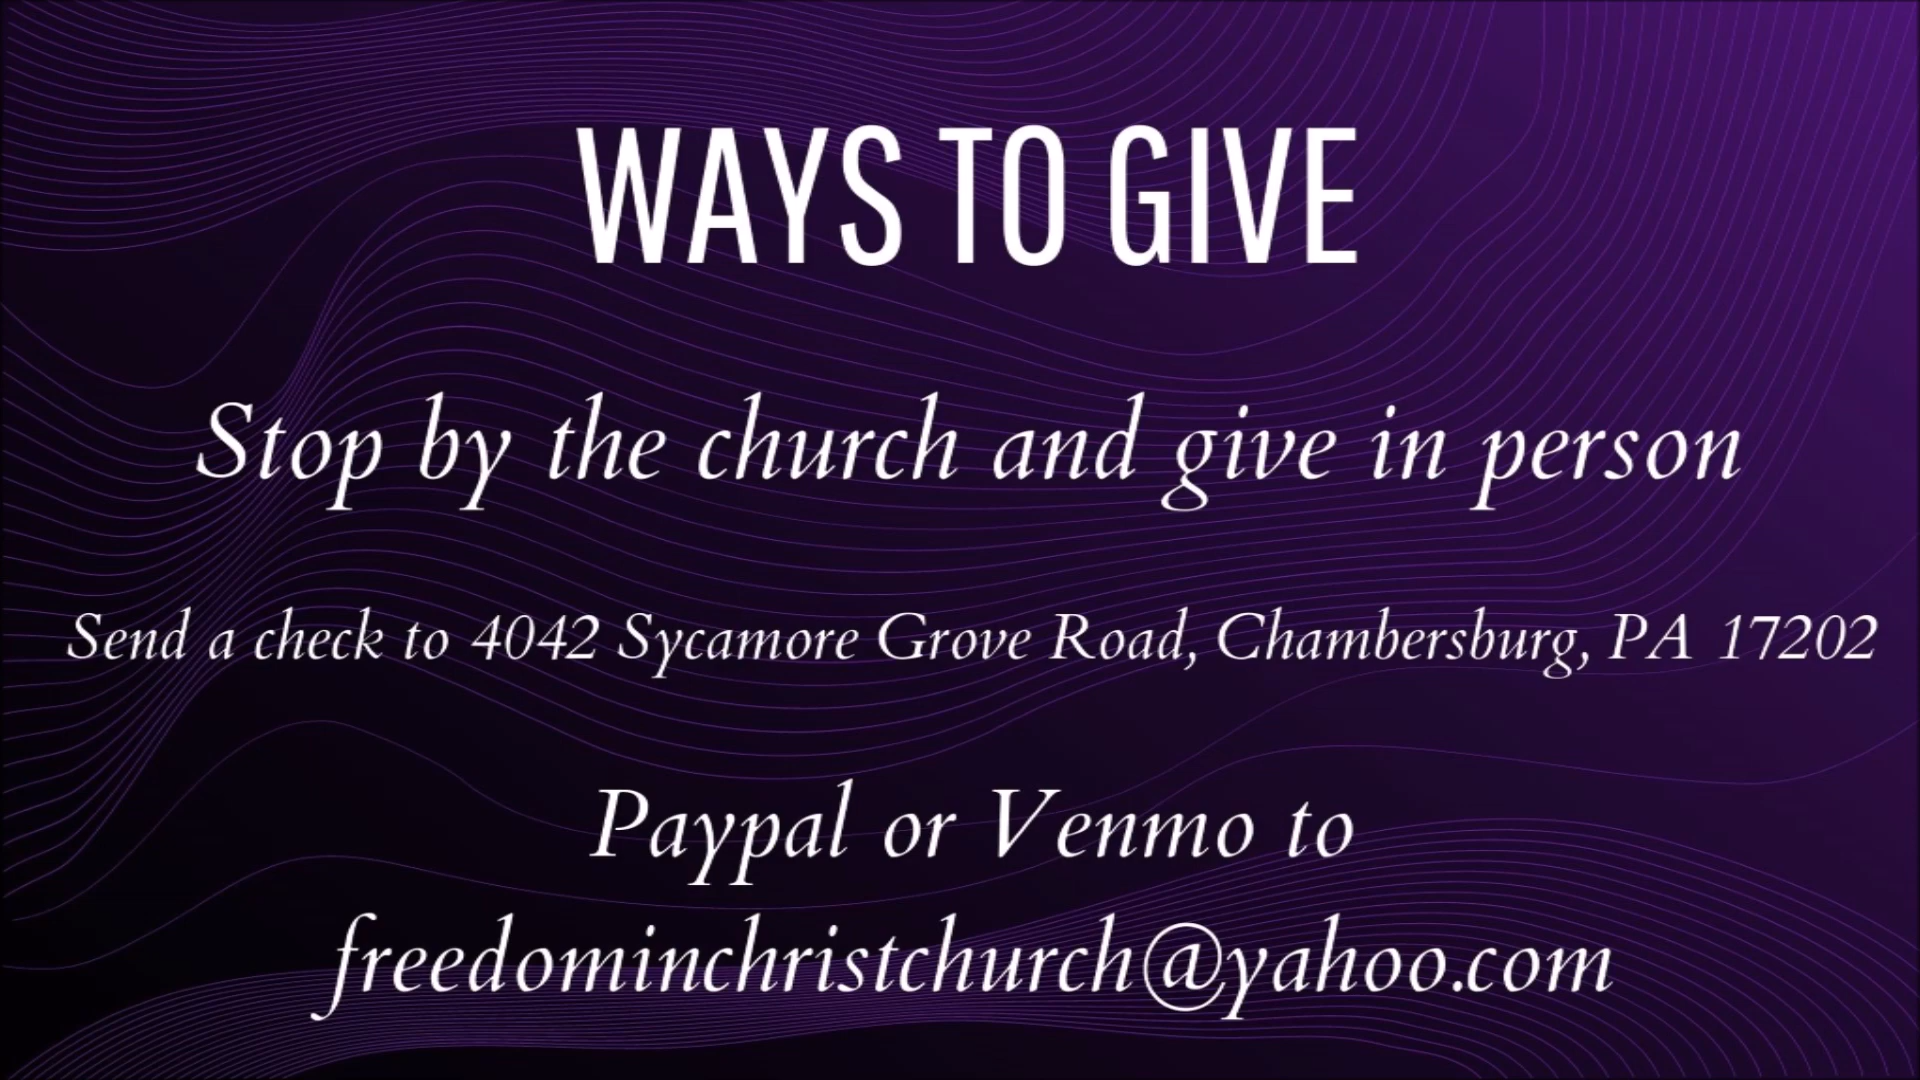 WAYS TO GIVE
Stop by the church and give in person
Send a check to 4042 Sycamore Grove Road, Chambersburg, PA 17202
Paypal or Venmo to
freedominchristchurch@yahoo.com